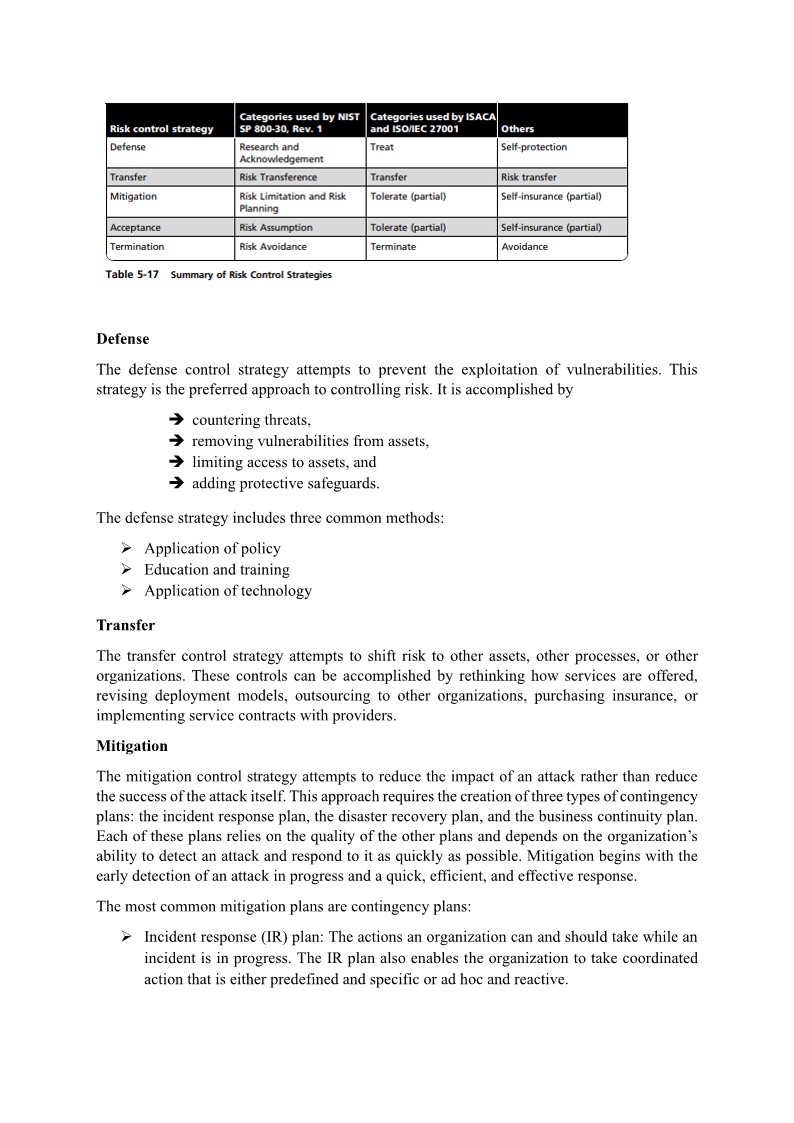 Risk control strategy Categories used by NIST SP 800-30, Rev. 1 Categories used by ISACA and ISO/IEC 27001 Others
Defense Research and Acknowledgement Treat Self-protection
Transfer Risk Transference Transfer Risk transfer
Mitigation Risk Limitation and Risk Planning Tolerate (partial) Self-insurance (partial)
Acceptance Risk Assumption Tolerate (partial) Self-insurance (partial)
Termination Risk Avoidance Terminate Avoidance
Table 5-17 Summary of Risk Control Strategies
Defense
The defense control strategy attempts to prevent the exploitation of vulnerabilities. This
strategy is the preferred approach to controlling risk. It is accomplished by
➔ countering threats,
➔ removing vulnerabilities from assets,
➔ limiting access to assets, and
➔ adding protective safeguards.
The defense strategy includes three common methods:
➢ Application of policy
➢ Education and training
➢ Application of technology
Transfer
The transfer control strategy attempts to shift risk to other assets, other processes, or other
organizations. These controls can be accomplished by rethinking how services are offered,
revising deployment models, outsourcing to other organizations, purchasing insurance, or
implementing service contracts with providers.
Mitigation
The mitigation control strategy attempts to reduce the impact of an attack rather than reduce
the success of the attack itself. This approach requires the creation of three types of contingency
plans: the incident response plan, the disaster recovery plan, and the business continuity plan.
Each of these plans relies on the quality of the other plans and depends on the organization’s
ability to detect an attack and respond to it as quickly as possible. Mitigation begins with the
early detection of an attack in progress and a quick, efficient, and effective response.
The most common mitigation plans are contingency plans:
➢ Incident response (IR) plan: The actions an organization can and should take while an
incident is in progress. The IR plan also enables the organization to take coordinated
action that is either predefined and specific or ad hoc and reactive.